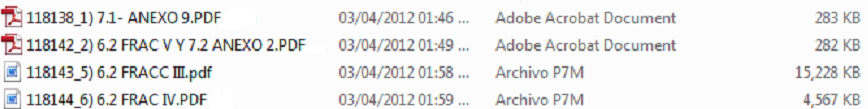 118138_1) 7.1- ANEXO 9.PDF 03/04/2012 01:46 ... Adobe Acrobat Document 283 KB
118142_2) 6.2 FRAC V Y 7.2 ANEXO 2.PDF 03/04/2012 01:49 ... Adobe Acrobat Document 282 KB
118143_5) 6.2 FRACC III.pdf 03/04/2012 01:58 ... Archivo P7M 15,228 KB
118144_6) 6.2 FRAC IV.PDF 03/04/2012 01:59 ... Archivo P7M 4,567 KB